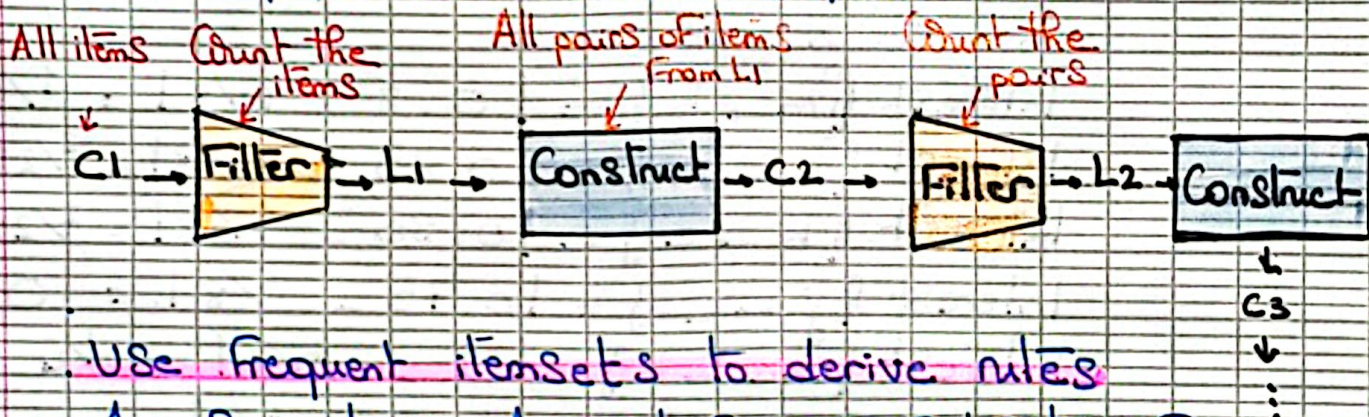 All items Count the items
All pairs of items from L1
Count the pairs
C1 → Filter → L1 → Construct → C2 → Filter → L2 → Construct
↓
C3
↓
⋮
Use frequent itemsets to derive rules